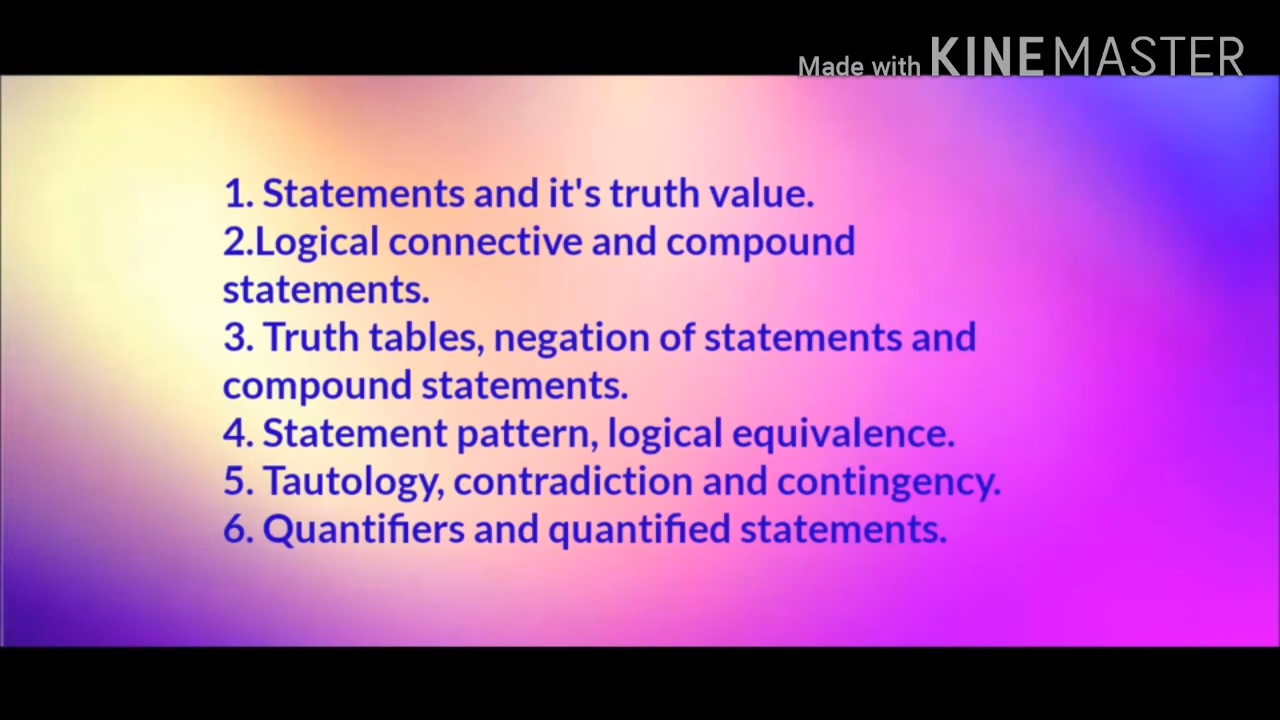 Made with KINEMASTER
1. Statements and it's truth value.
2.Logical connective and compound
statements.
3. Truth tables, negation of statements and
compound statements.
4. Statement pattern, logical equivalence.
5. Tautology, contradiction and contingency.
6. Quantifiers and quantified statements.